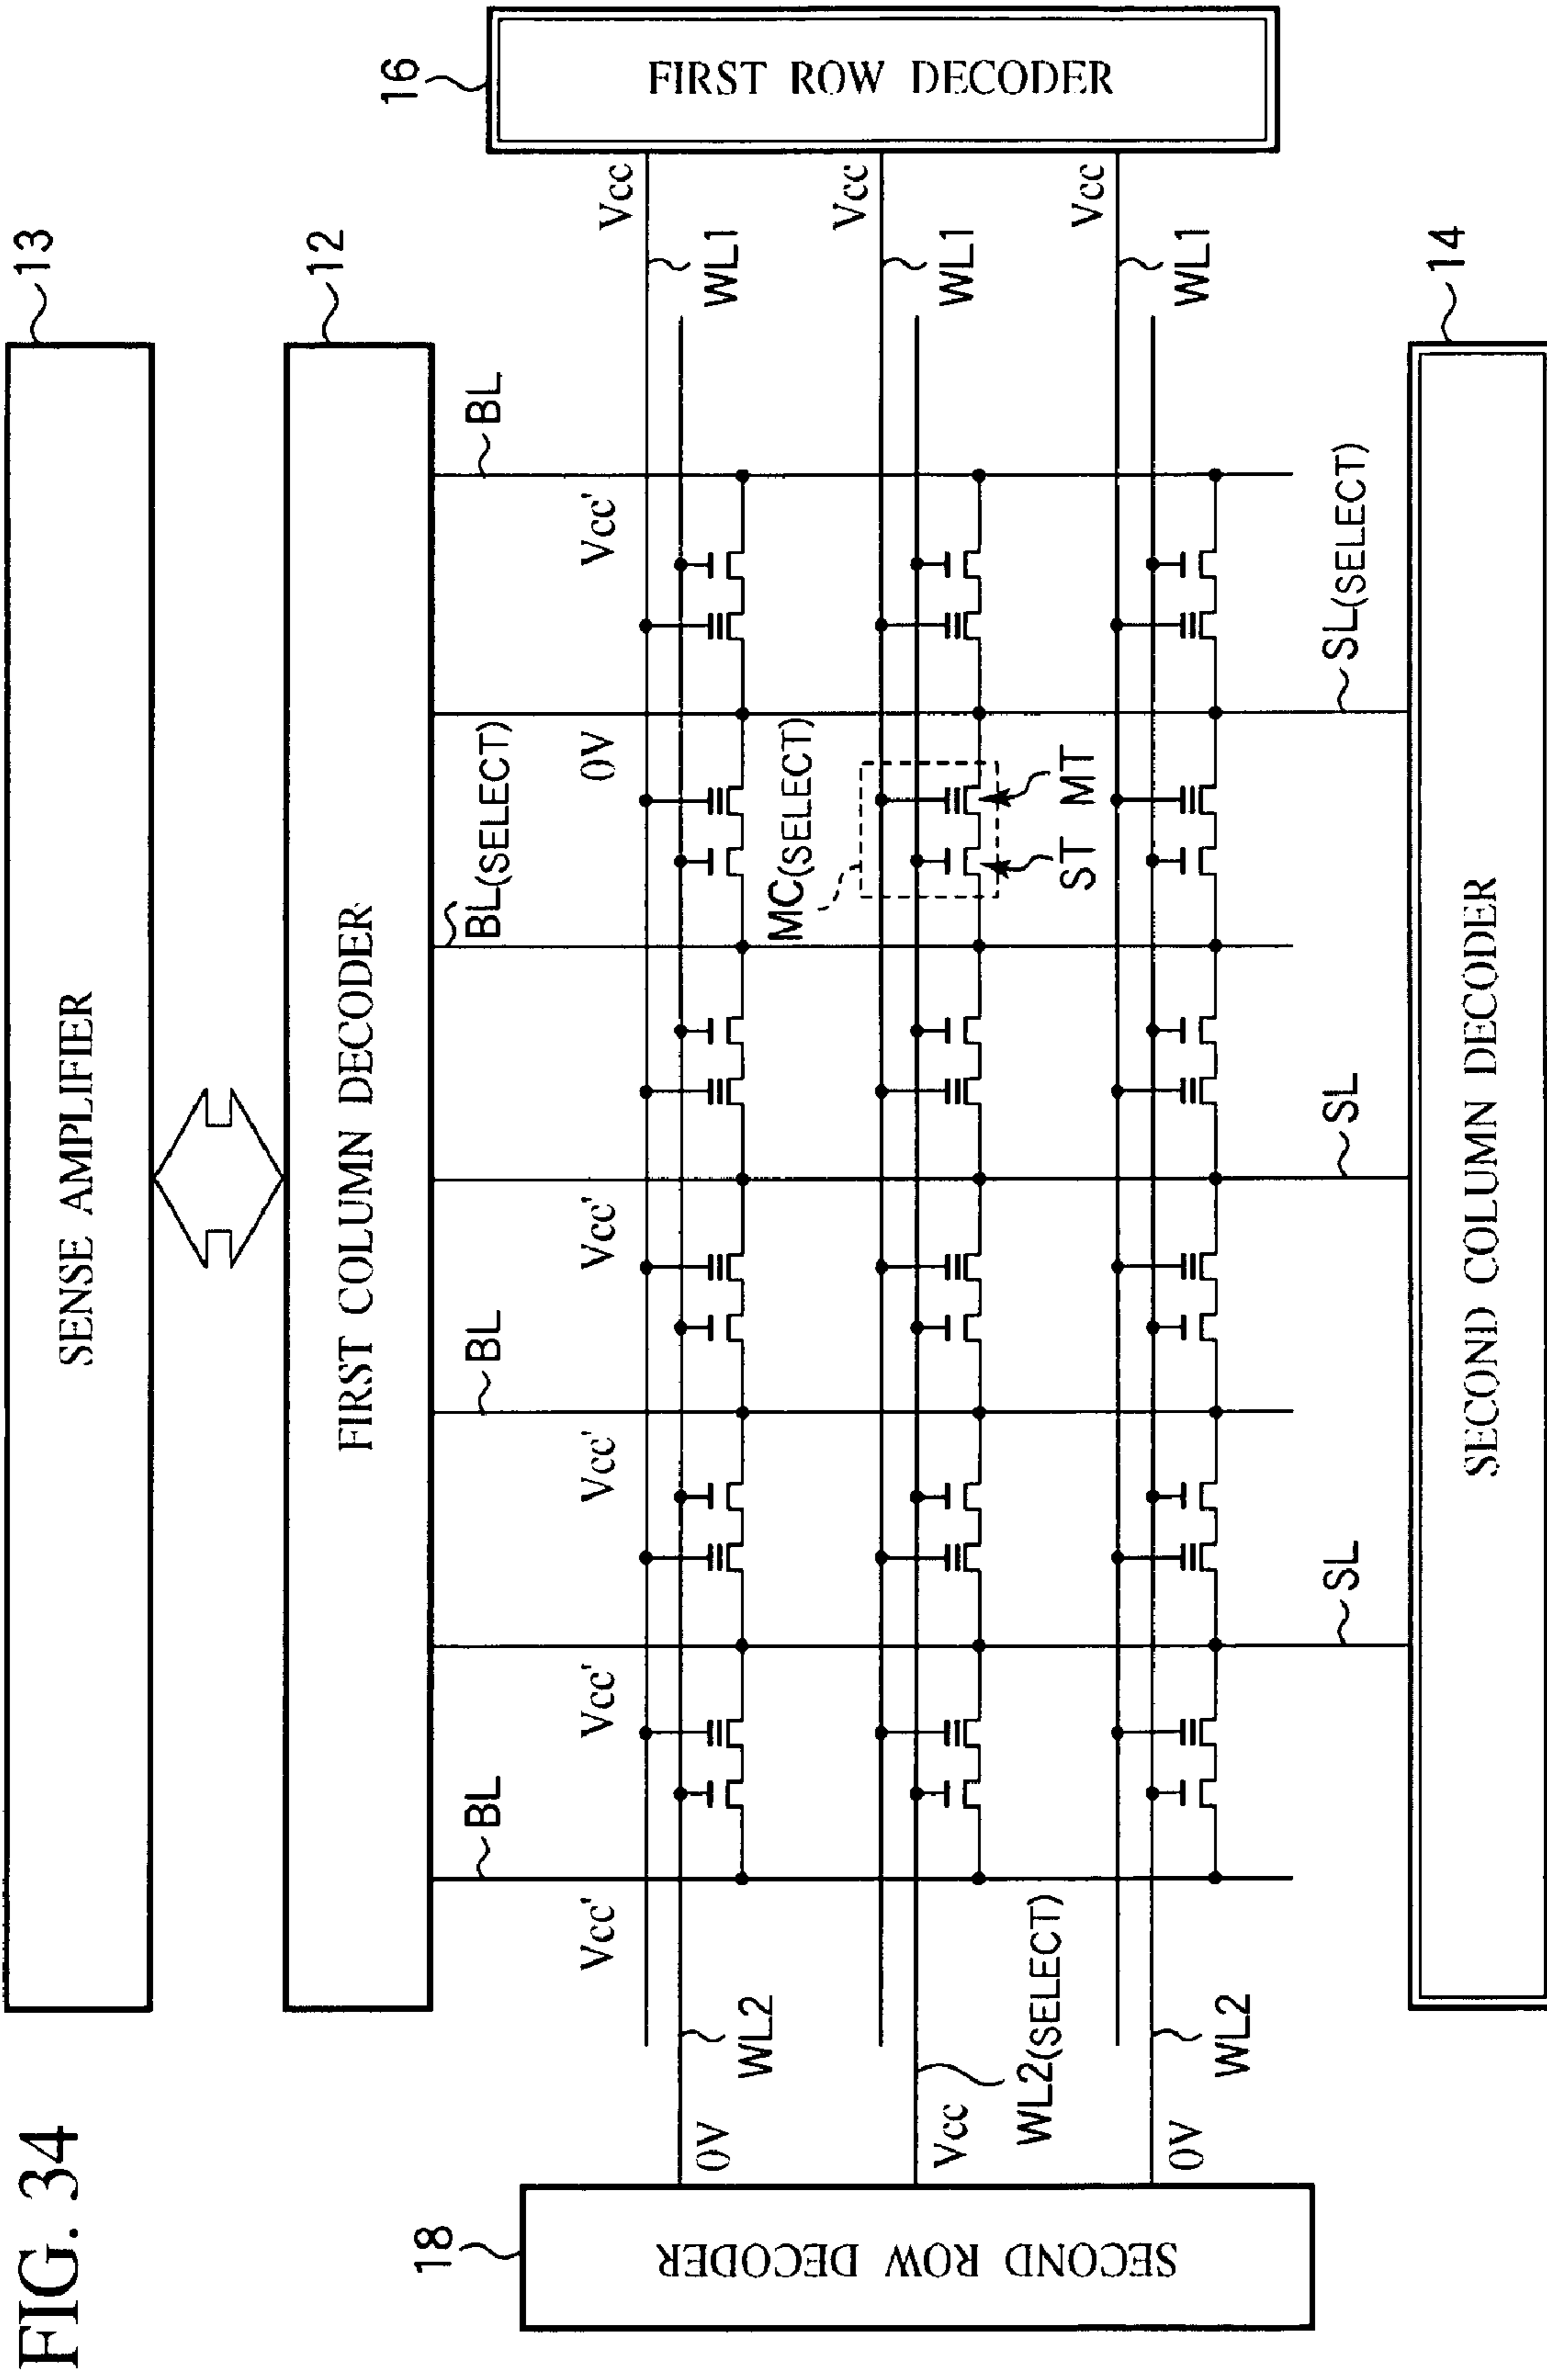 FIG. 34
SENSE AMPLIFIER
13
FIRST COLUMN DECODER
12
BL
BL
BL(SELECT)
BL
Vcc'
Vcc'
Vcc'
Vcc'
0V
Vcc'
18
SECOND ROW DECODER
0V
WL2
Vcc
WL2(SELECT)
0V
WL2
16
FIRST ROW DECODER
Vcc
WL1
Vcc
WL1
Vcc
WL1
MC(SELECT)
ST
MT
SL
SL
SL(SELECT)
SECOND COLUMN DECODER
14